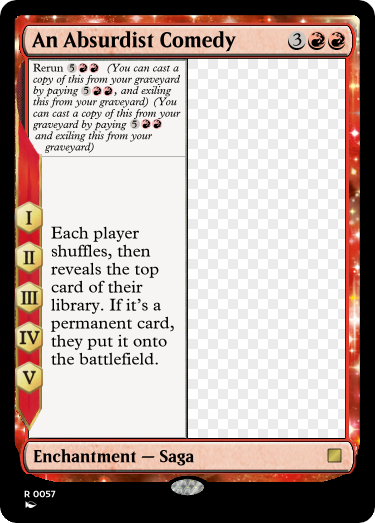 An Absurdist Comedy 3
Rerun 5 (You can cast a
copy of this from your graveyard
by paying 5 , and exiling
this from your graveyard) (You
can cast a copy of this from your
graveyard by paying 5
and exiling this from your
graveyard)
I
II
III
IV
V
Each player
shuffles, then
reveals the top
card of their
library. If it's a
permanent card,
they put it onto
the battlefield.
Enchantment — Saga
R 0057